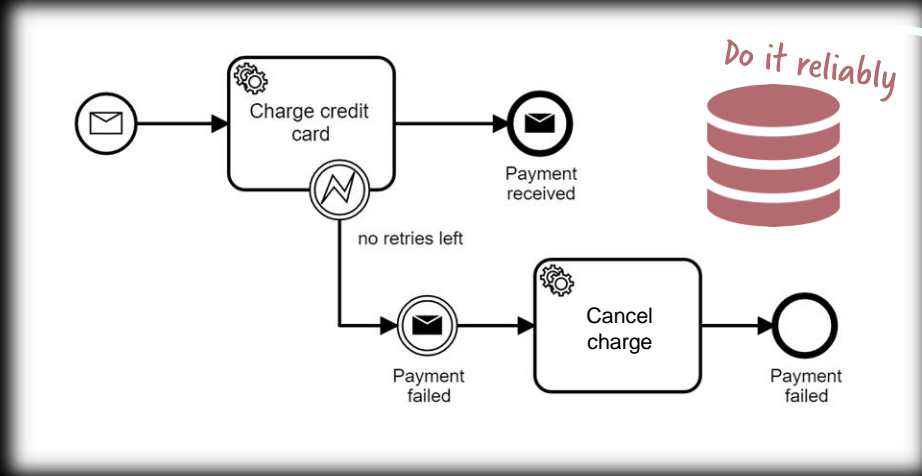 Do it reliably
Charge credit
card
Payment
received
no retries left
Cancel
charge
Payment
failed
Payment
failed